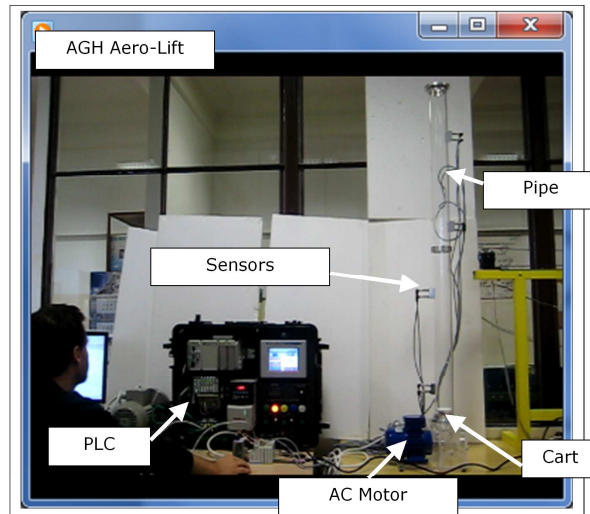 AGH Aero-Lift
Pipe
Sensors
PLC
Cart
AC Motor